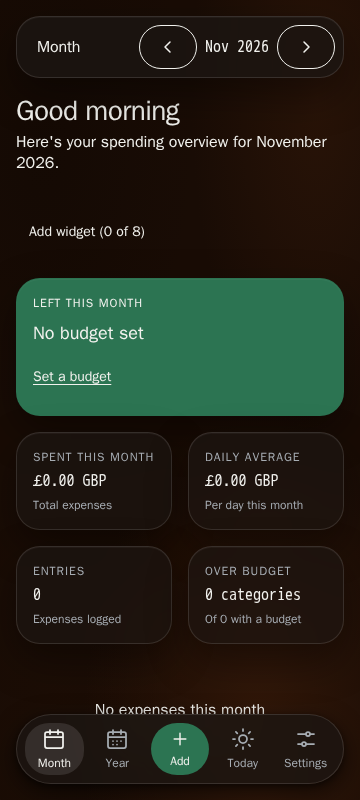 Month
Nov 2026
Good morning
Here's your spending overview for November
2026.
Add widget (0 of 8)
LEFT THIS MONTH
No budget set
Set a budget
SPENT THIS MONTH
£0.00 GBP
Total expenses
DAILY AVERAGE
£0.00 GBP
Per day this month
ENTRIES
0
Expenses logged
OVER BUDGET
0 categories
Of 0 with a budget
No expenses this month
Month
Year
Add
Today
Settings